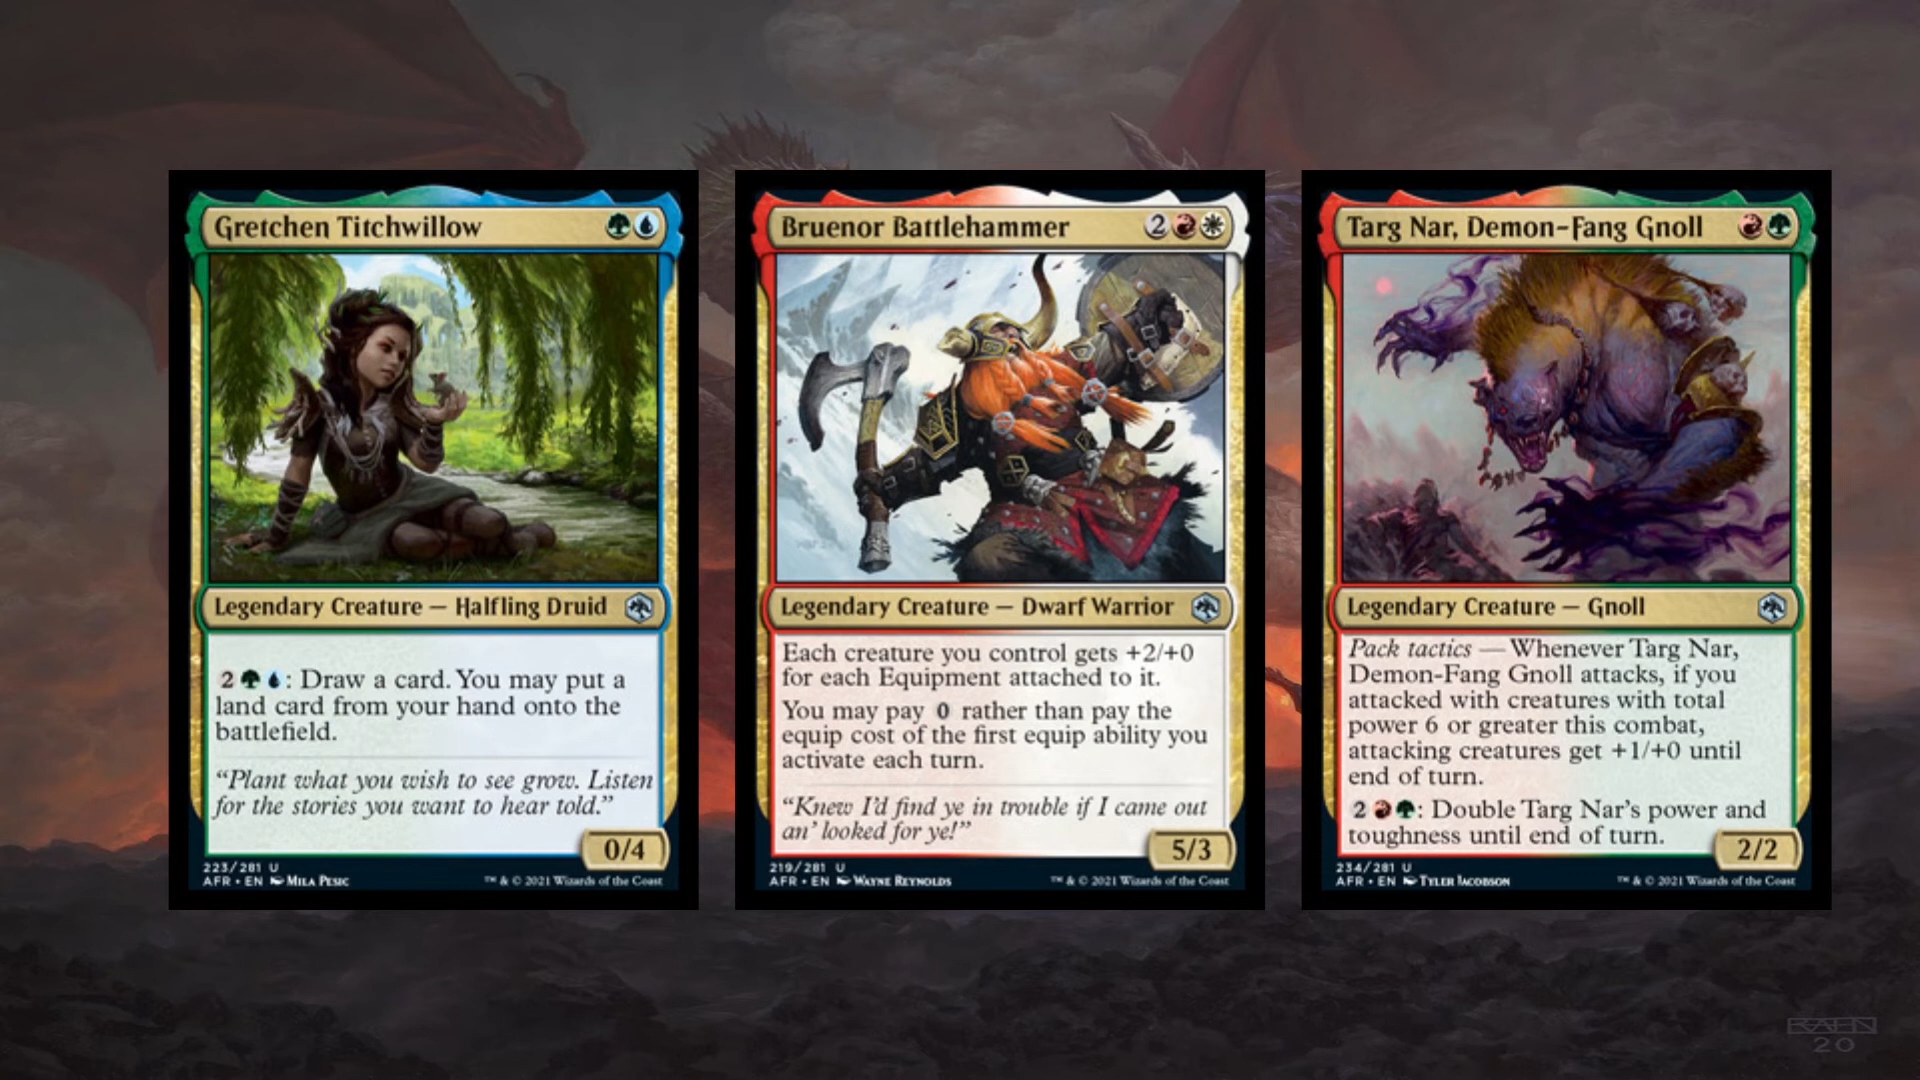 Gretchen Titchwillow
Legendary Creature — Halfling Druid
2: Draw a card. You may put a
land card from your hand onto the
battlefield.
“Plant what you wish to see grow. Listen
for the stories you want to hear told.”
0/4
223/281 U
AFR • EN Mila Pesic
™ & © 2021 Wizards of the Coast
Bruenor Battlehammer
2
Legendary Creature — Dwarf Warrior
Each creature you control gets +2/+0
for each Equipment attached to it.
You may pay 0 rather than pay the
equip cost of the first equip ability you
activate each turn.
“Knew I’d find ye in trouble if I came out
an’ looked for ye!”
5/3
219/281 U
AFR • EN Wayne Reynolds
™ & © 2021 Wizards of the Coast
Targ Nar, Demon-Fang Gnoll
Legendary Creature — Gnoll
Pack tactics — Whenever Targ Nar,
Demon-Fang Gnoll attacks, if you
attacked with creatures with total
power 6 or greater this combat,
attacking creatures get +1/+0 until
end of turn.
2: Double Targ Nar’s power and
toughness until end of turn.
2/2
234/281 U
AFR • EN Tyler Jacobson
™ & © 2021 Wizards of the Coast
RAHN
20